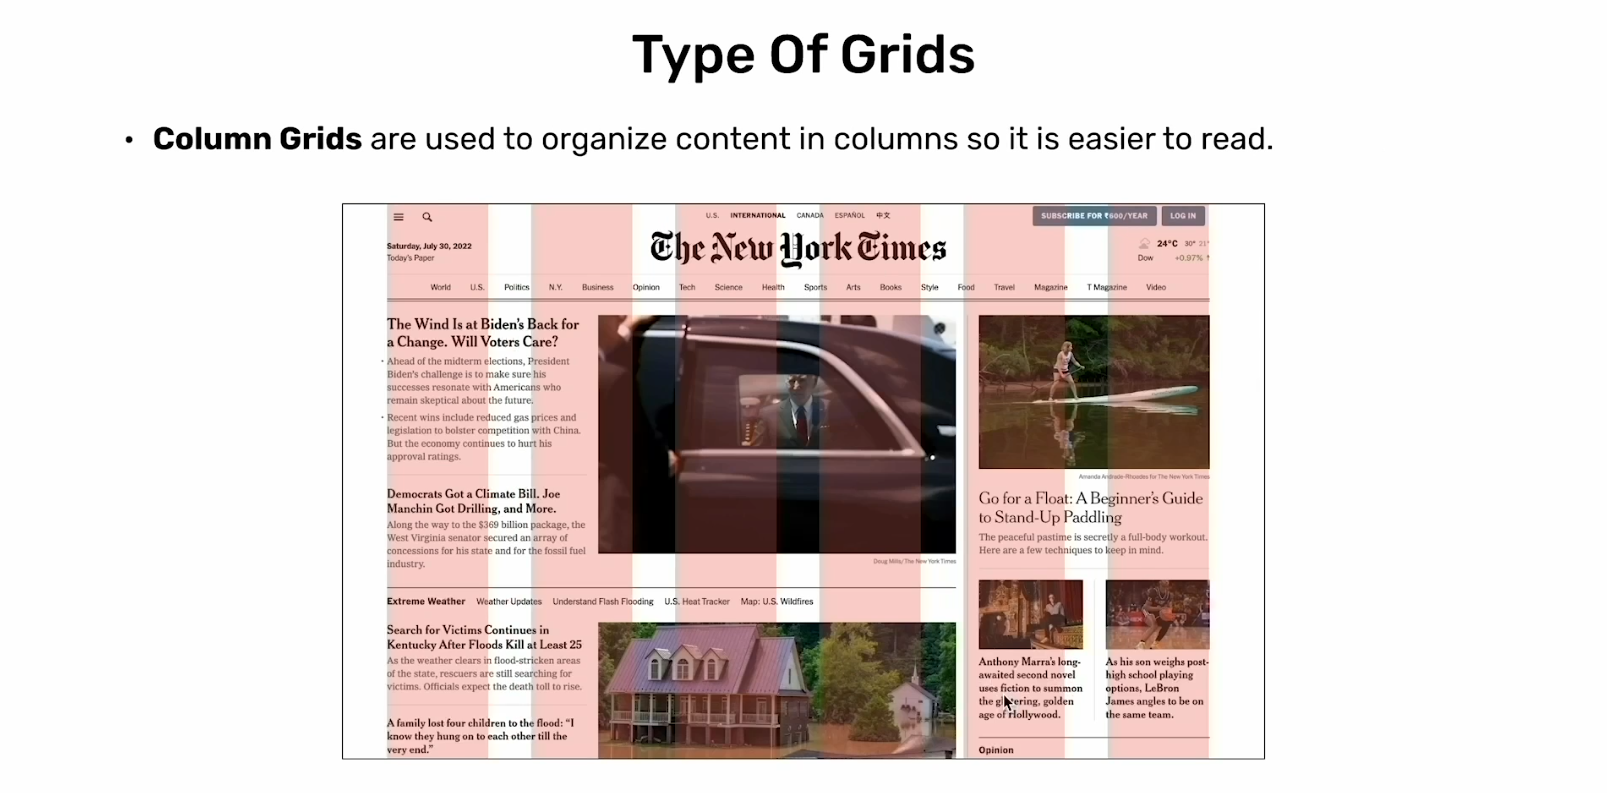 Type Of Grids
• Column Grids are used to organize content in columns so it is easier to read.
U.S. INTERNATIONAL CANADA ESPAÑOL 中文
SUBSCRIBE FOR ₹600/YEAR LOG IN
Saturday, July 30, 2022
Today's Paper
The New York Times
24°C 30° 21°
Dow +0.97% ↑
World U.S. Politics N.Y. Business Opinion Tech Science Health Sports Arts Books Style Food Travel Magazine T Magazine Video
The Wind Is at Biden's Back for
a Change. Will Voters Care?
• Ahead of the midterm elections, President
Biden's challenge is to make sure his
successes resonate with Americans who
remain skeptical about the future.
• Recent wins include reduced gas prices and
legislation to bolster competition with China.
But the economy continues to hurt his
approval ratings.
Democrats Got a Climate Bill. Joe
Manchin Got Drilling, and More.
Along the way to the $369 billion package, the
West Virginia senator secured an array of
concessions for his state and for the fossil fuel
industry.
Doug Mills/The New York Times
Extreme Weather Weather Updates Understand Flash Flooding U.S. Heat Tracker Map: U.S. Wildfires
Search for Victims Continues in
Kentucky After Floods Kill at Least 25
As the weather clears in flood-stricken areas
of the state, rescuers are still searching for
victims. Officials expect the death toll to rise.
A family lost four children to the flood: “I
know they hung on to each other till the
very end.”
Amanda Andrade-Rhoades for The New York Times
Go for a Float: A Beginner's Guide
to Stand-Up Paddling
The peaceful pastime is secretly a full-body workout.
Here are a few techniques to keep in mind.
Anthony Marra's long-
awaited second novel
uses fiction to summon
the glittering, golden
age of Hollywood.
As his son weighs post-
high school playing
options, LeBron
James angles to be on
the same team.
Opinion